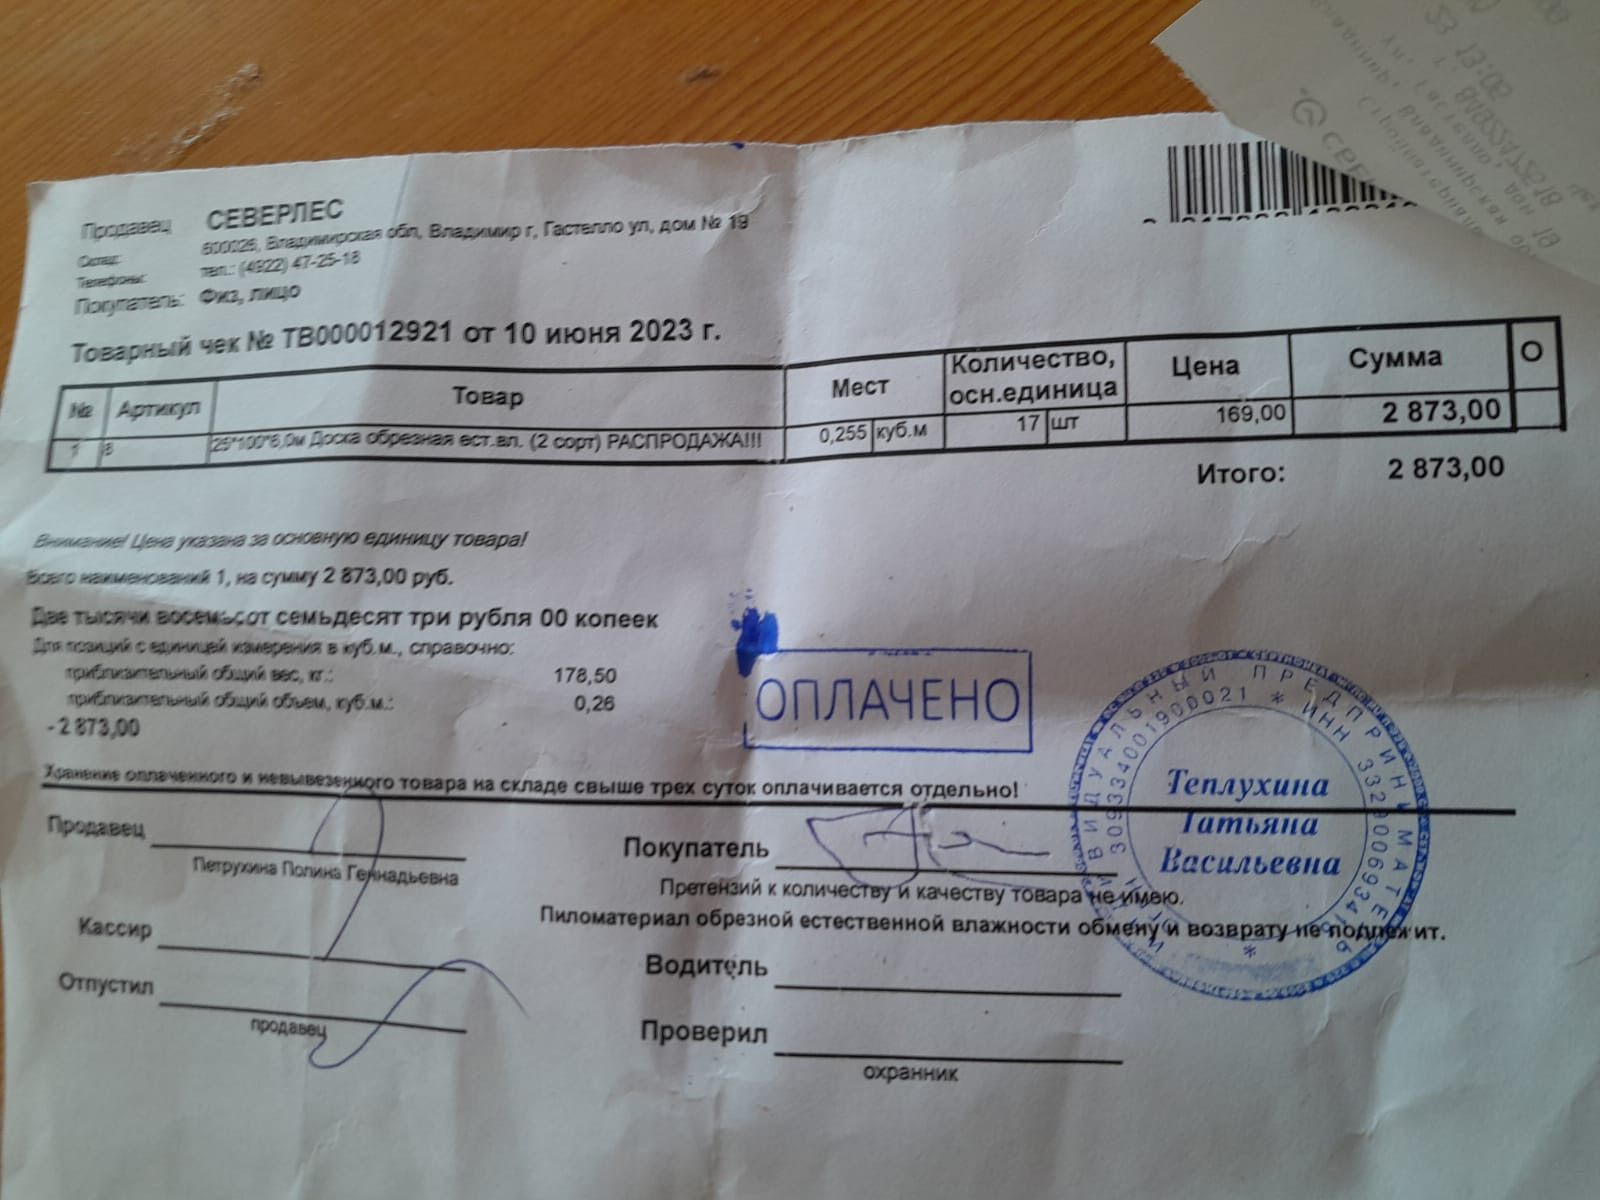 Продавец СЕВЕРЛЕС
Склад: 600026, Владимирская обл, Владимир г, Гастелло ул, дом № 19
Телефоны: тел.: (4922) 47-25-18
Покупатель: Физ, лицо
Товарный чек № ТВ000012921 от 10 июня 2023 г.
№ Артикул Товар Мест Количество, осн.единица Цена Сумма О
1 в 25*100*6,0м Доска обрезная ест.вл. (2 сорт) РАСПРОДАЖА!!! 0,255 куб.м 17 шт 169,00 2 873,00
Итого: 2 873,00
Внимание! Цена указана за основную единицу товара!
Всего наименований 1, на сумму 2 873,00 руб.
Две тысячи восемьсот семьдесят три рубля 00 копеек
Для позиций с единицей измерения в куб.м., справочно:
приблизительный общий вес, кг.: 178,50
приблизительный общий объем, куб.м.: 0,26
- 2 873,00
ОПЛАЧЕНО
ИНДИВИДУАЛЬНЫЙ ПРЕДПРИНИМАТЕЛЬ
309334001900021 * ИНН
Теплухина
Татьяна
Васильевна
Хранение оплаченного и невывезенного товара на складе свыше трех суток оплачивается отдельно!
Продавец
Петрухина Полина Геннадьевна
Покупатель
Претензий к количеству и качеству товара не имею.
Пиломатериал обрезной естественной влажности обмену и возврату не подлежит.
Кассир
Водитель
Отпустил
продавец
Проверил
охранник